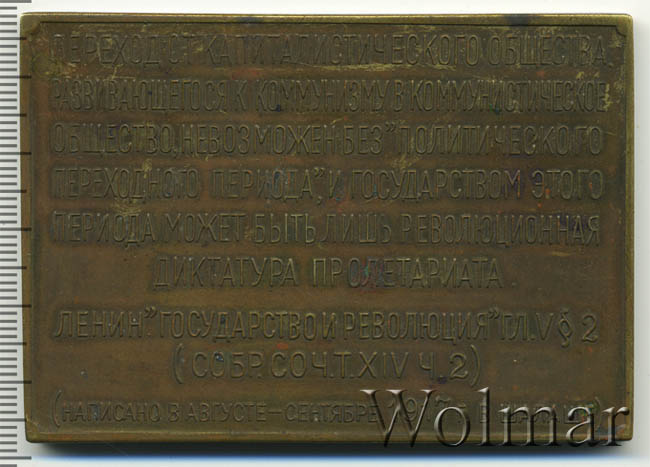 ПЕРЕХОД ОТ КАПИТАЛИСТИЧЕСКОГО ОБЩЕСТВА,
РАЗВИВАЮЩЕГОСЯ К КОММУНИЗМУ В КОММУНИСТИЧЕСКОЕ
ОБЩЕСТВО, НЕВОЗМОЖЕН БЕЗ "ПОЛИТИЧЕСКОГО
ПЕРЕХОДНОГО ПЕРИОДА", И ГОСУДАРСТВОМ ЭТОГО
ПЕРИОДА МОЖЕТ БЫТЬ ЛИШЬ РЕВОЛЮЦИОННАЯ
ДИКТАТУРА ПРОЛЕТАРИАТА.
ЛЕНИН "ГОСУДАРСТВО И РЕВОЛЮЦИЯ" ГЛ. V § 2
(СОБР. СОЧ. Т. XIV Ч. 2)
(НАПИСАНО В АВГУСТЕ – СЕНТЯБРЕ В
Wolmar